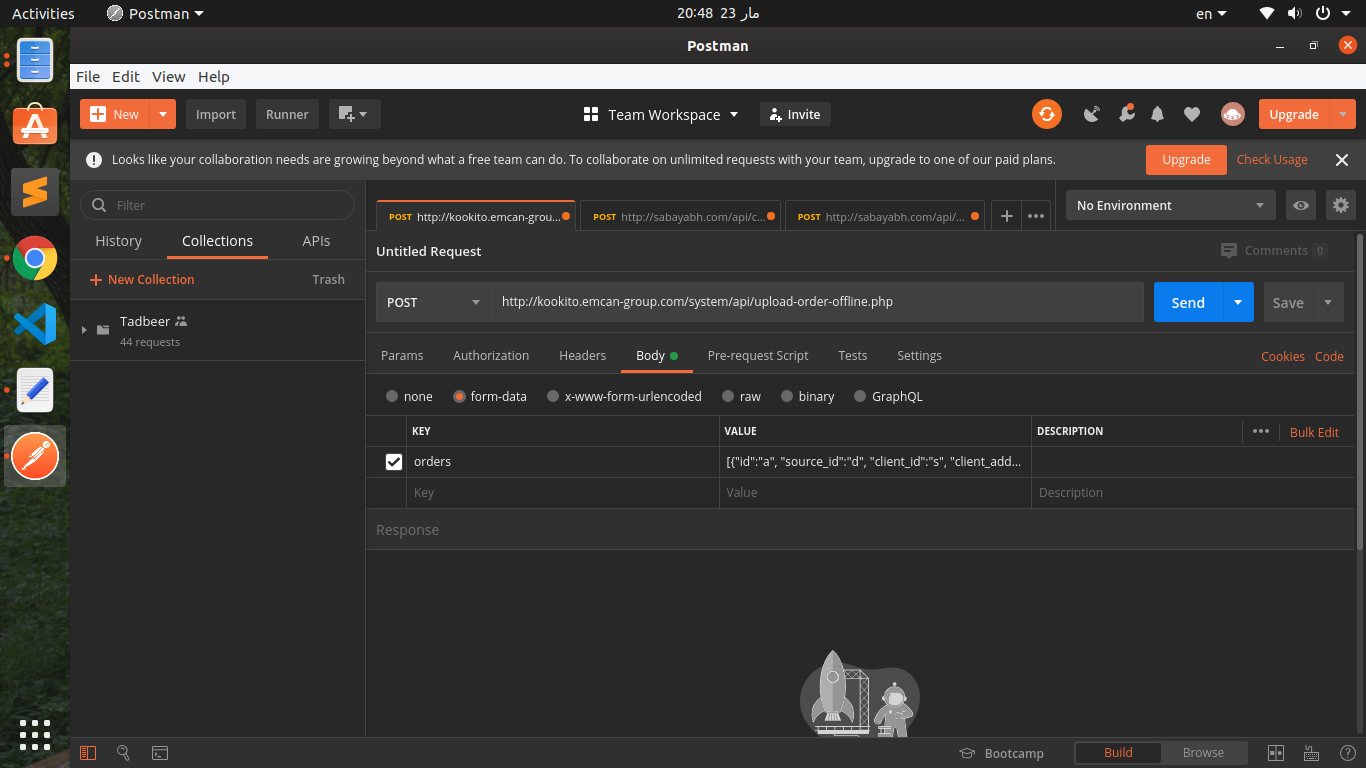 Activities Postman 20:48 23 مار en
Postman
File Edit View Help
New Import Runner Team Workspace Invite Upgrade
Looks like your collaboration needs are growing beyond what a free team can do. To collaborate on unlimited requests with your team, upgrade to one of our paid plans. Upgrade Check Usage
Filter
History Collections APIs
+ New Collection Trash
Tadbeer
44 requests
POST http://kookito.emcan-grou... POST http://sabayabh.com/api/c... POST http://sabayabh.com/api/... No Environment
Untitled Request Comments 0
POST http://kookito.emcan-group.com/system/api/upload-order-offline.php Send Save
Params Authorization Headers Body Pre-request Script Tests Settings Cookies Code
none form-data x-www-form-urlencoded raw binary GraphQL
KEY VALUE DESCRIPTION ••• Bulk Edit
orders [{"id":"a", "source_id":"d", "client_id":"s", "client_add...
Key Value Description
Response
Bootcamp Build Browse